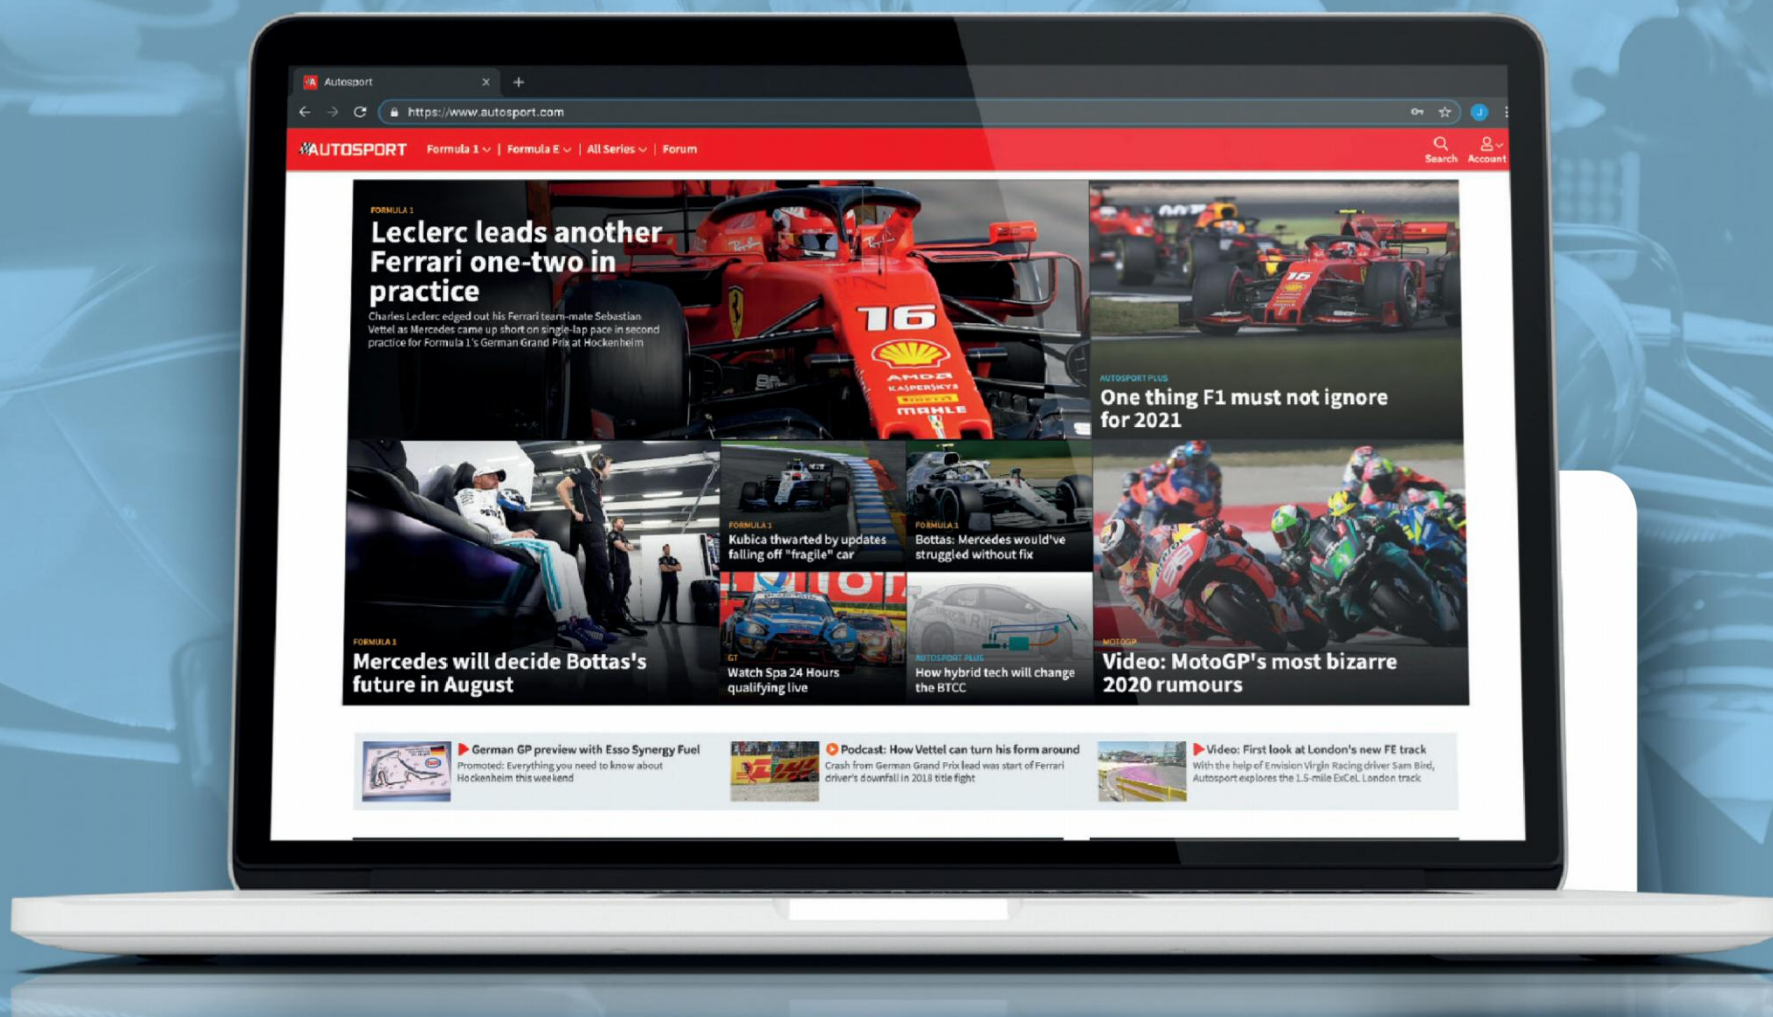 Autosport
https://www.autosport.com
AUTOSPORT
Formula 1 | Formula E | All Series | Forum
Search
Account
FORMULA 1
Leclerc leads another
Ferrari one-two in
practice
Charles Leclerc edged out his Ferrari team-mate Sebastian
Vettel as Mercedes came up short on single-lap pace in second
practice for Formula 1's German Grand Prix at Hockenheim
16
AMDA
KASPERSKY
PIRELLI
MAHLE
16
AUTOSPORT PLUS
One thing F1 must not ignore
for 2021
FORMULA 1
Mercedes will decide Bottas's
future in August
FORMULA 1
Kubica thwarted by updates
falling off "fragile" car
FORMULA 1
Bottas: Mercedes would've
struggled without fix
GT
Watch Spa 24 Hours
qualifying live
AUTOSPORT PLUS
How hybrid tech will change
the BTCC
MOTOGP
Video: MotoGP's most bizarre
2020 rumours
German GP preview with Esso Synergy Fuel
Promoted: Everything you need to know about
Hockenheim this weekend
Podcast: How Vettel can turn his form around
Crash from German Grand Prix lead was start of Ferrari
driver's downfall in 2018 title fight
Video: First look at London's new FE track
With the help of Envision Virgin Racing driver Sam Bird,
Autosport explores the 1.5-mile ExCeL London track